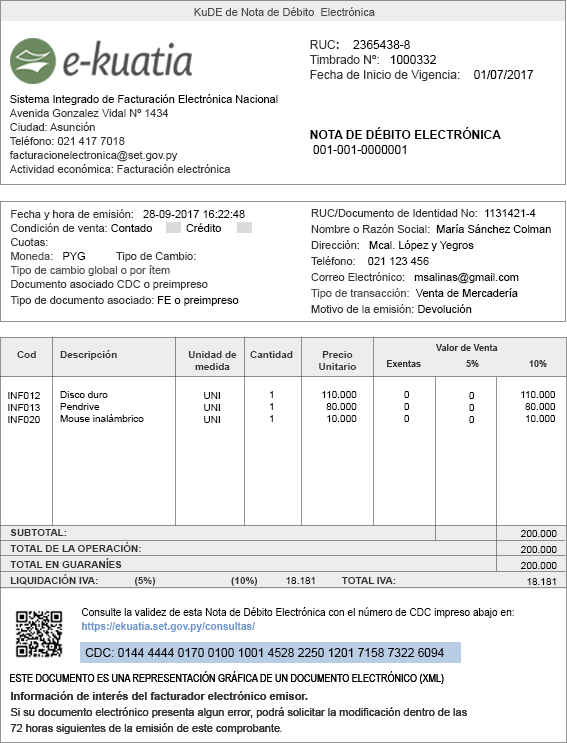 KuDE de Nota de Débito Electrónica
e-kuatia
RUC: 2365438-8
Timbrado Nº: 1000332
Fecha de Inicio de Vigencia: 01/07/2017
Sistema Integrado de Facturación Electrónica Nacional
Avenida Gonzalez Vidal Nº 1434
Ciudad: Asunción
Teléfono: 021 417 7018
facturacionelectronica@set.gov.py
Actividad económica: Facturación electrónica
NOTA DE DÉBITO ELECTRÓNICA
001-001-0000001
Fecha y hora de emisión: 28-09-2017 16:22:48
Condición de venta: Contado Crédito
Cuotas:
Moneda: PYG Tipo de Cambio:
Tipo de cambio global o por ítem
Documento asociado CDC o preimpreso
Tipo de documento asociado: FE o preimpreso
RUC/Documento de Identidad No: 1131421-4
Nombre o Razón Social: María Sánchez Colman
Dirección: Mcal. López y Yegros
Teléfono: 021 123 456
Correo Electrónico: msalinas@gmail.com
Tipo de transacción: Venta de Mercadería
Motivo de la emisión: Devolución
Cod Descripción Unidad de medida Cantidad Precio Unitario Valor de Venta
Exentas 5% 10%
INF012 Disco duro UNI 1 110.000 0 0 110.000
INF013 Pendrive UNI 1 80.000 0 0 80.000
INF020 Mouse inalámbrico UNI 1 10.000 0 0 10.000
SUBTOTAL: 200.000
TOTAL DE LA OPERACIÓN: 200.000
TOTAL EN GUARANÍES 200.000
LIQUIDACIÓN IVA: (5%) (10%) 18.181 TOTAL IVA: 18.181
Consulte la validez de esta Nota de Débito Electrónica con el número de CDC impreso abajo en:
https://ekuatia.set.gov.py/consultas/
CDC: 0144 4444 0170 0100 1001 4528 2250 1201 7158 7322 6094
ESTE DOCUMENTO ES UNA REPRESENTACIÓN GRÁFICA DE UN DOCUMENTO ELECTRÓNICO (XML)
Información de interés del facturador electrónico emisor.
Si su documento electrónico presenta algun error, podrá solicitar la modificación dentro de las
72 horas siguientes de la emisión de este comprobante.